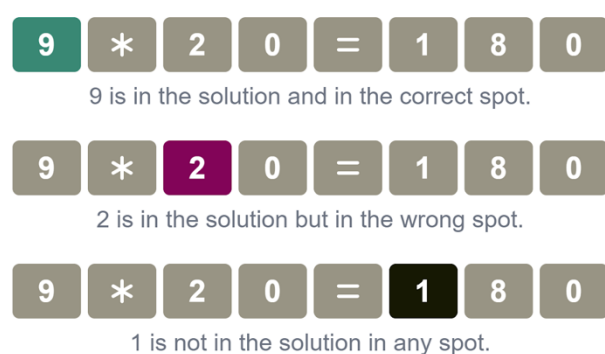 9 * 2 0 = 1 8 0
9 is in the solution and in the correct spot.
9 * 2 0 = 1 8 0
2 is in the solution but in the wrong spot.
9 * 2 0 = 1 8 0
1 is not in the solution in any spot.